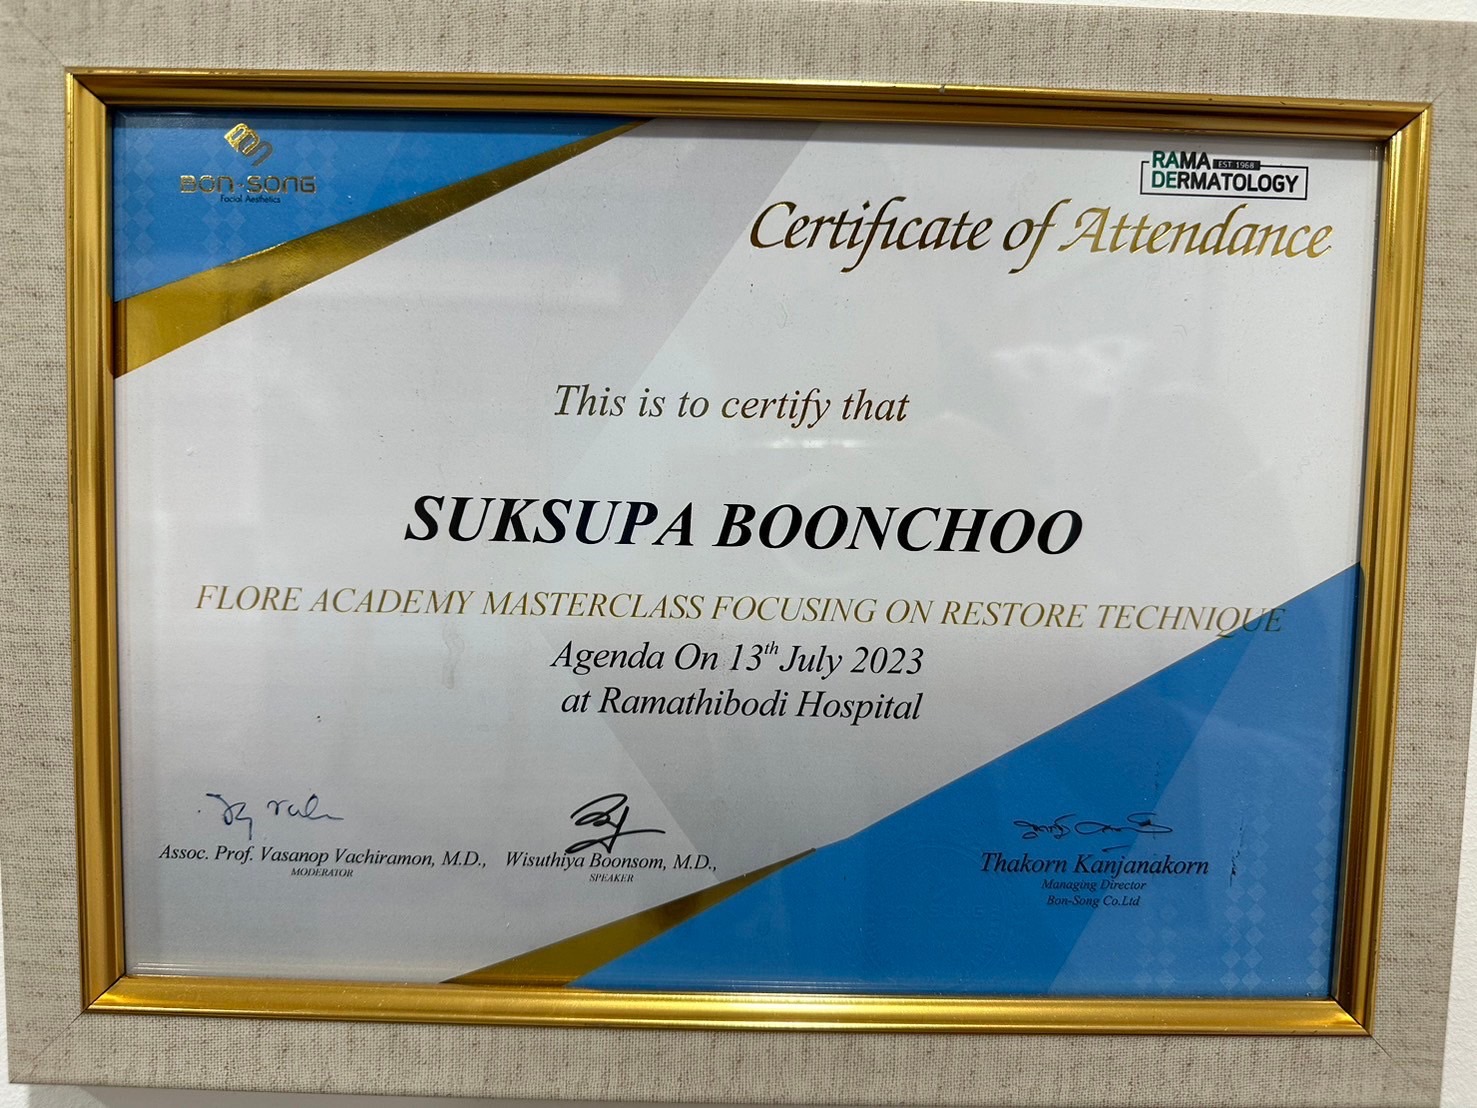 BON-SONG
Facial Aesthetics
RAMA EST 1968
DERMATOLOGY
Certificate of Attendance
This is to certify that
SUKSUPA BOONCHOO
FLORE ACADEMY MASTERCLASS FOCUSING ON RESTORE TECHNIQUE
Agenda On 13th July 2023
at Ramathibodi Hospital
Assoc. Prof. Vasanop Vachiramon, M.D.,
MODERATOR
Wisuthiya Boonsom, M.D.,
SPEAKER
Thakorn Kanjanakorn
Managing Director
Bon-Song Co.Ltd